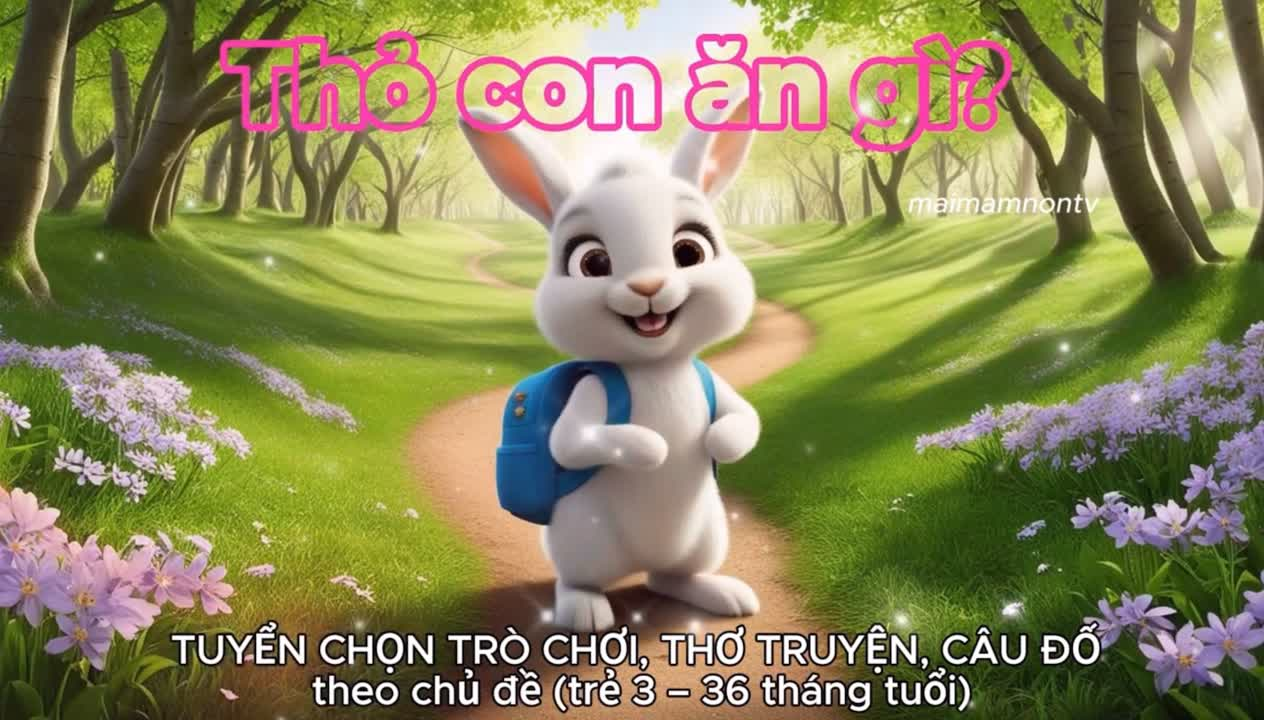 Thỏ con ăn gì?
maimamnontv
TUYỂN CHỌN TRÒ CHƠI, THƠ TRUYỆN, CÂU ĐỐ
theo chủ đề (trẻ 3 – 36 tháng tuổi)